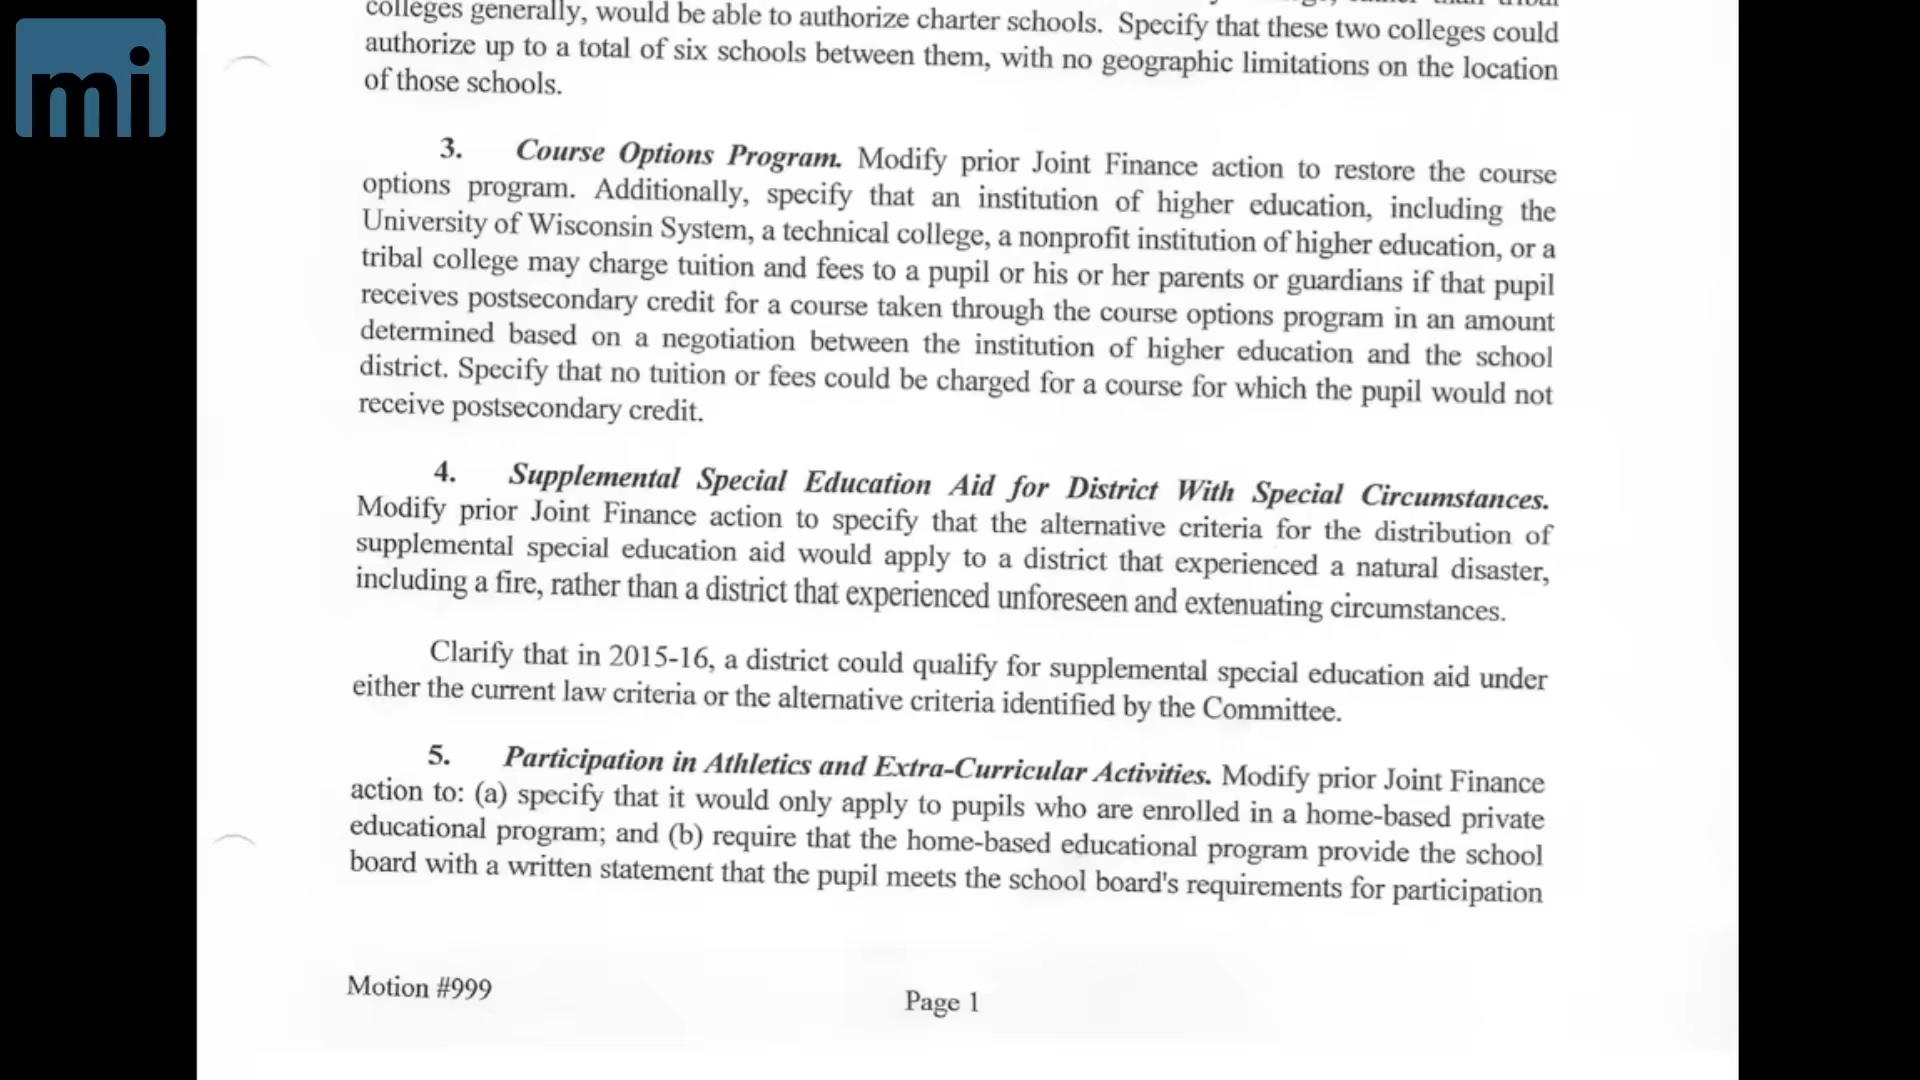 mi
colleges generally, would be able to authorize charter schools. Specify that these two colleges could
authorize up to a total of six schools between them, with no geographic limitations on the location
of those schools.
3. Course Options Program. Modify prior Joint Finance action to restore the course
options program. Additionally, specify that an institution of higher education, including the
University of Wisconsin System, a technical college, a nonprofit institution of higher education, or a
tribal college may charge tuition and fees to a pupil or his or her parents or guardians if that pupil
receives postsecondary credit for a course taken through the course options program in an amount
determined based on a negotiation between the institution of higher education and the school
district. Specify that no tuition or fees could be charged for a course for which the pupil would not
receive postsecondary credit.
4. Supplemental Special Education Aid for District With Special Circumstances.
Modify prior Joint Finance action to specify that the alternative criteria for the distribution of
supplemental special education aid would apply to a district that experienced a natural disaster,
including a fire, rather than a district that experienced unforeseen and extenuating circumstances.
Clarify that in 2015-16, a district could qualify for supplemental special education aid under
either the current law criteria or the alternative criteria identified by the Committee.
5. Participation in Athletics and Extra-Curricular Activities. Modify prior Joint Finance
action to: (a) specify that it would only apply to pupils who are enrolled in a home-based private
educational program; and (b) require that the home-based educational program provide the school
board with a written statement that the pupil meets the school board's requirements for participation
Motion #999
Page 1